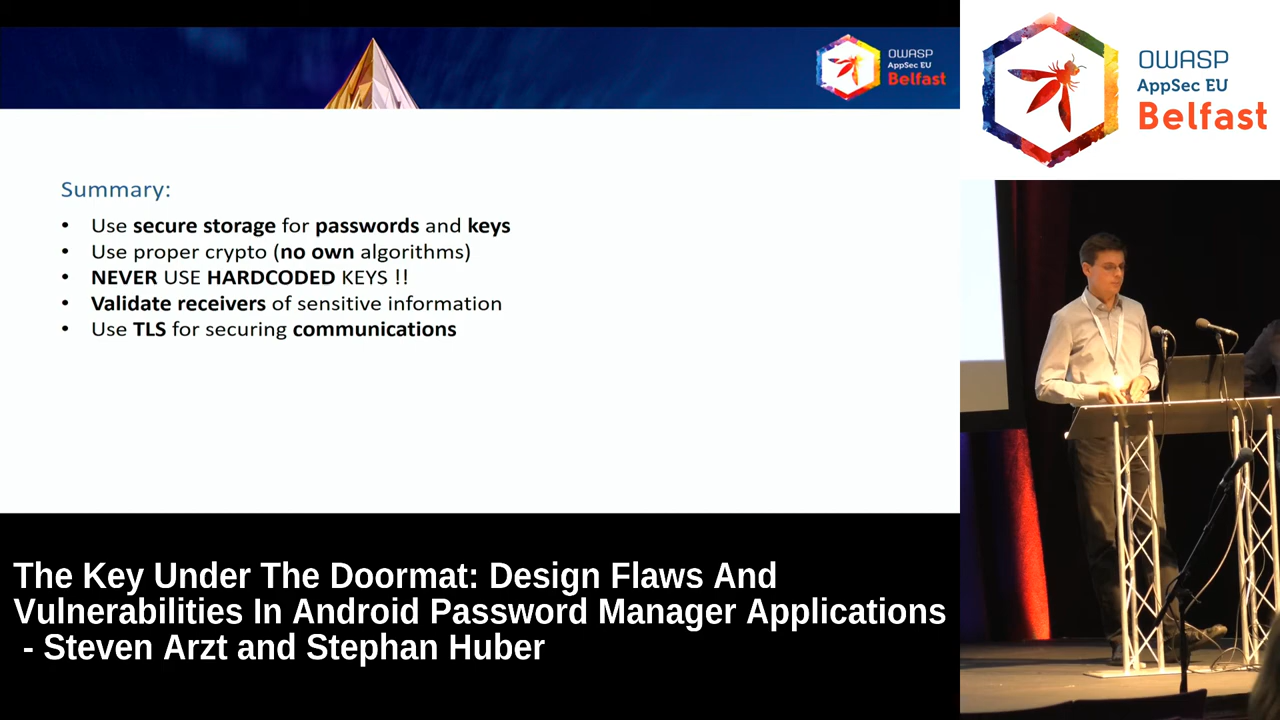 OWASP
AppSec EU
Belfast
OWASP
AppSec EU
Belfast
Summary:
• Use secure storage for passwords and keys
• Use proper crypto (no own algorithms)
• NEVER USE HARDCODED KEYS !!
• Validate receivers of sensitive information
• Use TLS for securing communications
The Key Under The Doormat: Design Flaws And
Vulnerabilities In Android Password Manager Applications
- Steven Arzt and Stephan Huber